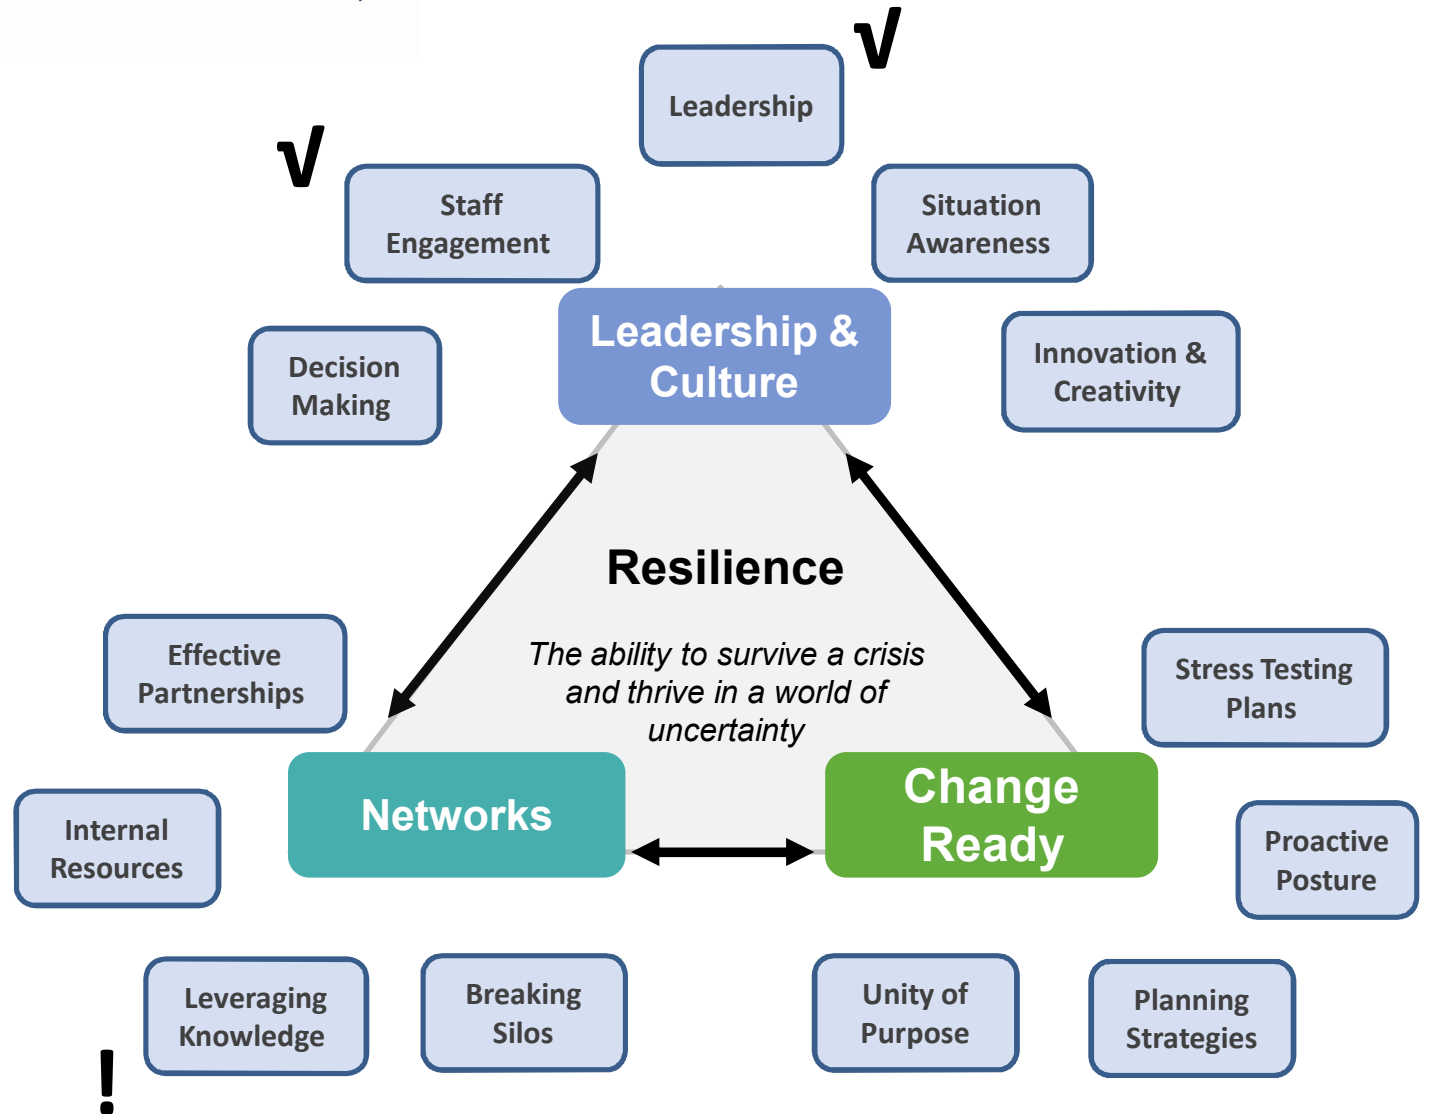 √
Leadership
√
Staff
Engagement
Situation
Awareness
Decision
Making
Leadership &
Culture
Innovation &
Creativity
Resilience
The ability to survive a crisis
and thrive in a world of
uncertainty
Effective
Partnerships
Stress Testing
Plans
Networks
Change
Ready
Internal
Resources
Proactive
Posture
Leveraging
Knowledge
Breaking
Silos
Unity of
Purpose
Planning
Strategies
!